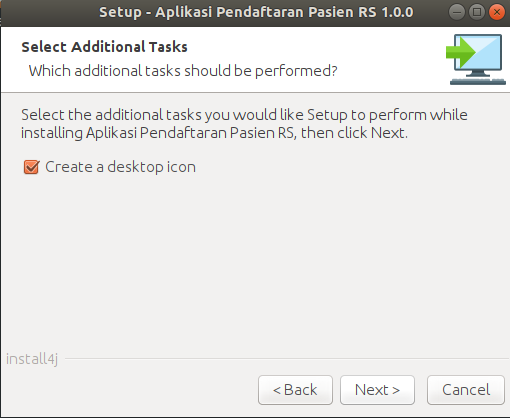 Setup - Aplikasi Pendaftaran Pasien RS 1.0.0
Select Additional Tasks
Which additional tasks should be performed?
Select the additional tasks you would like Setup to perform while
installing Aplikasi Pendaftaran Pasien RS, then click Next.
Create a desktop icon
install4j
< Back
Next >
Cancel